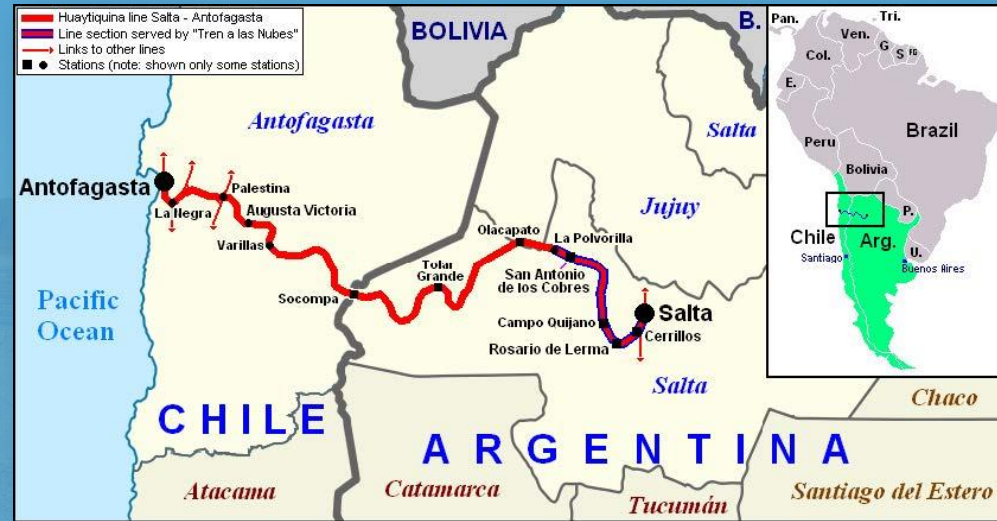 Huaytiquina line Salta - Antofagasta
Line section served by "Tren a las Nubes"
Links to other lines
Stations (note: shown only some stations)
BOLIVIA
B.
Antofagasta
Salta
Antofagasta
Palestina
La Negra
Augusta Victoria
Varillas
Jujuy
Olacapato
La Polvorilla
Tolar
Grande
San Antonio
de los Cobres
Socompa
Salta
Campo Quijano
Cerrillos
Rosario de Lerma
Pacific
Ocean
Salta
CHILE
ARGENTINA
Chaco
Atacama
Catamarca
Tucumán
Santiago del Estero
Pan.
Tri.
Ven.
G
S
FG
Col.
E.
Peru
Brazil
Bolivia
P.
Chile
Arg.
U.
Santiago
Buenos Aires